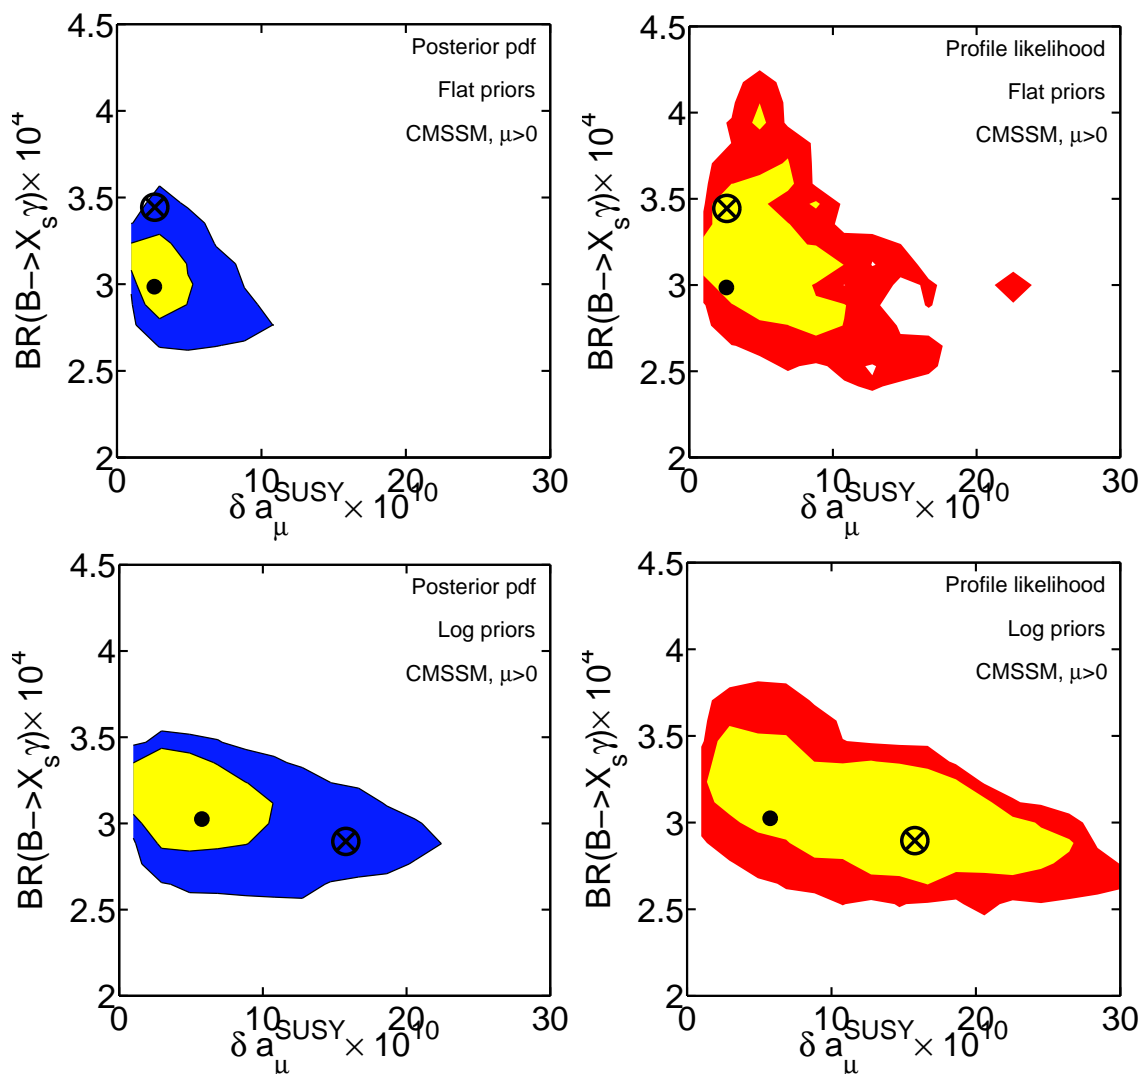 4.5
4
3.5
3
2.5
2
0
10
20
30
BR(B->X_s γ)× 10^4
δ a_μ^SUSY × 10^10
Posterior pdf
Flat priors
CMSSM, μ>0
4.5
4
3.5
3
2.5
2
0
10
20
30
BR(B->X_s γ)× 10^4
δ a_μ^SUSY × 10^10
Profile likelihood
Flat priors
CMSSM, μ>0
4.5
4
3.5
3
2.5
2
0
10
20
30
BR(B->X_s γ)× 10^4
δ a_μ^SUSY × 10^10
Posterior pdf
Log priors
CMSSM, μ>0
4.5
4
3.5
3
2.5
2
0
10
20
30
BR(B->X_s γ)× 10^4
δ a_μ^SUSY × 10^10
Profile likelihood
Log priors
CMSSM, μ>0